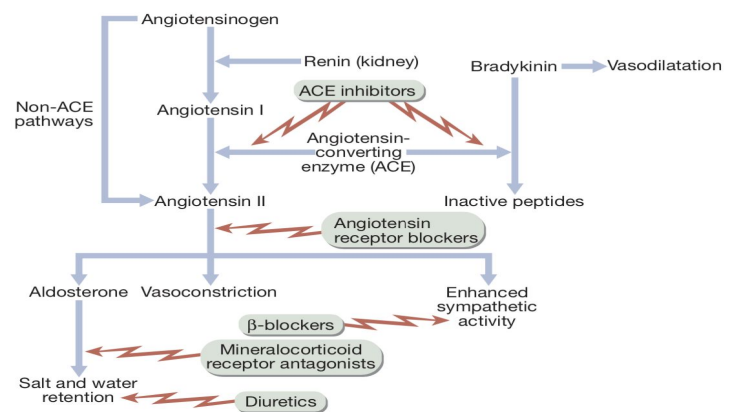 Angiotensinogen
Renin (kidney)
Bradykinin
Vasodilatation
ACE inhibitors
Non-ACE
pathways
Angiotensin I
Angiotensin-
converting
enzyme (ACE)
Angiotensin II
Inactive peptides
Angiotensin
receptor blockers
Aldosterone
Vasoconstriction
Enhanced
sympathetic
activity
β-blockers
Mineralocorticoid
receptor antagonists
Salt and water
retention
Diuretics